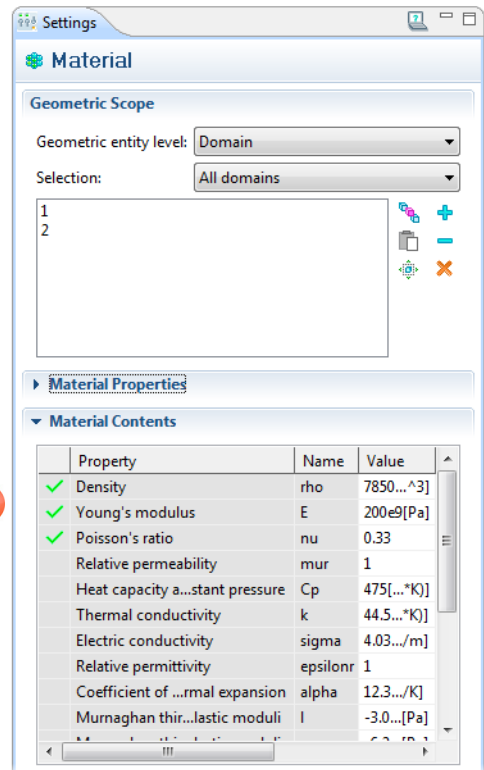 Settings
Material
Geometric Scope
Geometric entity level: Domain
Selection: All domains
1
2
Material Properties
Material Contents
Property Name Value
Density rho 7850...^3]
Young's modulus E 200e9[Pa]
Poisson's ratio nu 0.33
Relative permeability mur 1
Heat capacity a...stant pressure Cp 475[...*K)]
Thermal conductivity k 44.5...*K)]
Electric conductivity sigma 4.03.../m]
Relative permittivity epsilonr 1
Coefficient of ...rmal expansion alpha 12.3.../K]
Murnaghan thir...lastic moduli l -3.0...[Pa]